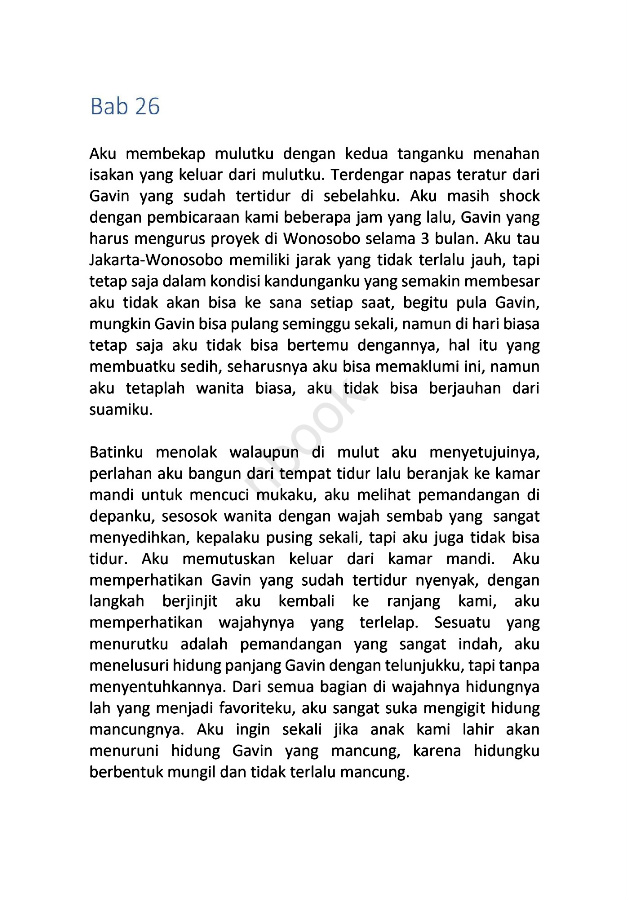 Bab 26
Aku membekap mulutku dengan kedua tanganku menahan
isakan yang keluar dari mulutku. Terdengar napas teratur dari
Gavin yang sudah tertidur di sebelahku. Aku masih shock
dengan pembicaraan kami beberapa jam yang lalu, Gavin yang
harus mengurus proyek di Wonosobo selama 3 bulan. Aku tau
Jakarta-Wonosobo memiliki jarak yang tidak terlalu jauh, tapi
tetap saja dalam kondisi kandunganku yang semakin membesar
aku tidak akan bisa ke sana setiap saat, begitu pula Gavin,
mungkin Gavin bisa pulang seminggu sekali, namun di hari biasa
tetap saja aku tidak bisa bertemu dengannya, hal itu yang
membuatku sedih, seharusnya aku bisa memaklumi ini, namun
aku tetaplah wanita biasa, aku tidak bisa berjauhan dari
suamiku.
Batinku menolak walaupun di mulut aku menyetujuinya,
perlahan aku bangun dari tempat tidur lalu beranjak ke kamar
mandi untuk mencuci mukaku, aku melihat pemandangan di
depanku, sesosok wanita dengan wajah sembab yang sangat
menyedihkan, kepalaku pusing sekali, tapi aku juga tidak bisa
tidur. Aku memutuskan keluar dari kamar mandi. Aku
memperhatikan Gavin yang sudah tertidur nyenyak, dengan
langkah berjinjit aku kembali ke ranjang kami, aku
memperhatikan wajahynya yang terlelap. Sesuatu yang
menurutku adalah pemandangan yang sangat indah, aku
menelusuri hidung panjang Gavin dengan telunjukku, tapi tanpa
menyentuhkannya. Dari semua bagian di wajahnya hidungnya
lah yang menjadi favoriteku, aku sangat suka mengigit hidung
mancungnya. Aku ingin sekali jika anak kami lahir akan
menuruni hidung Gavin yang mancung, karena hidungku
berbentuk mungil dan tidak terlalu mancung.